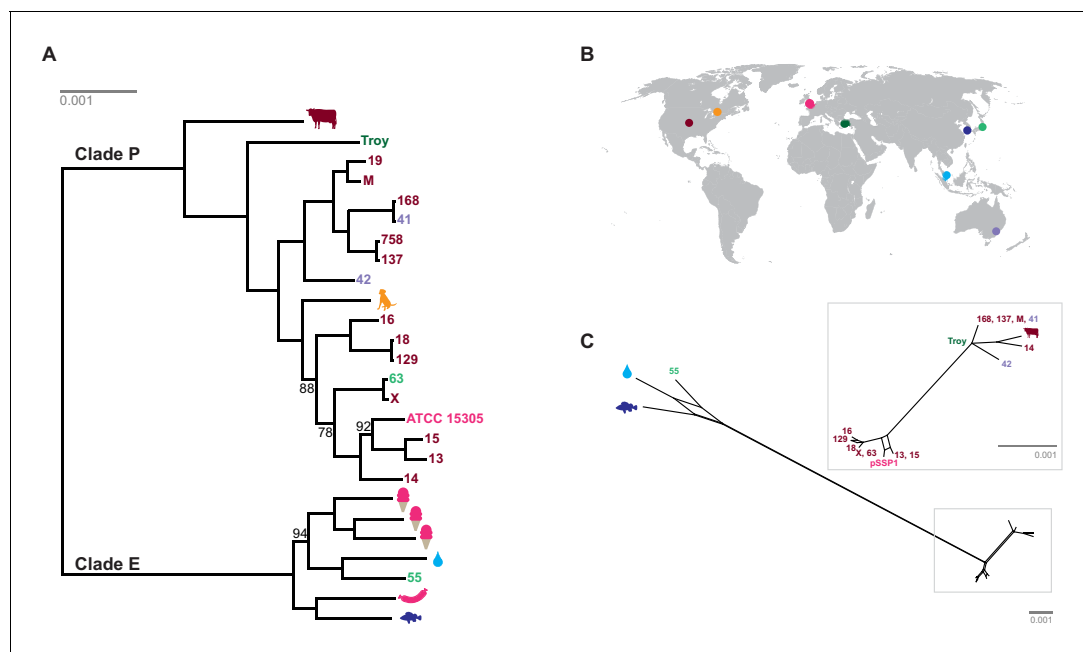 A
0.001
Clade P
Troy
19
M
168
41
758
137
42
16
18
129
88
63
X
78
92
ATCC 15305
15
13
14
94
Clade E
55
B
C
55
168, 137, M, 41
Troy
14
42
16
129
18
X, 63
13, 15
pSSP1
0.001
0.001